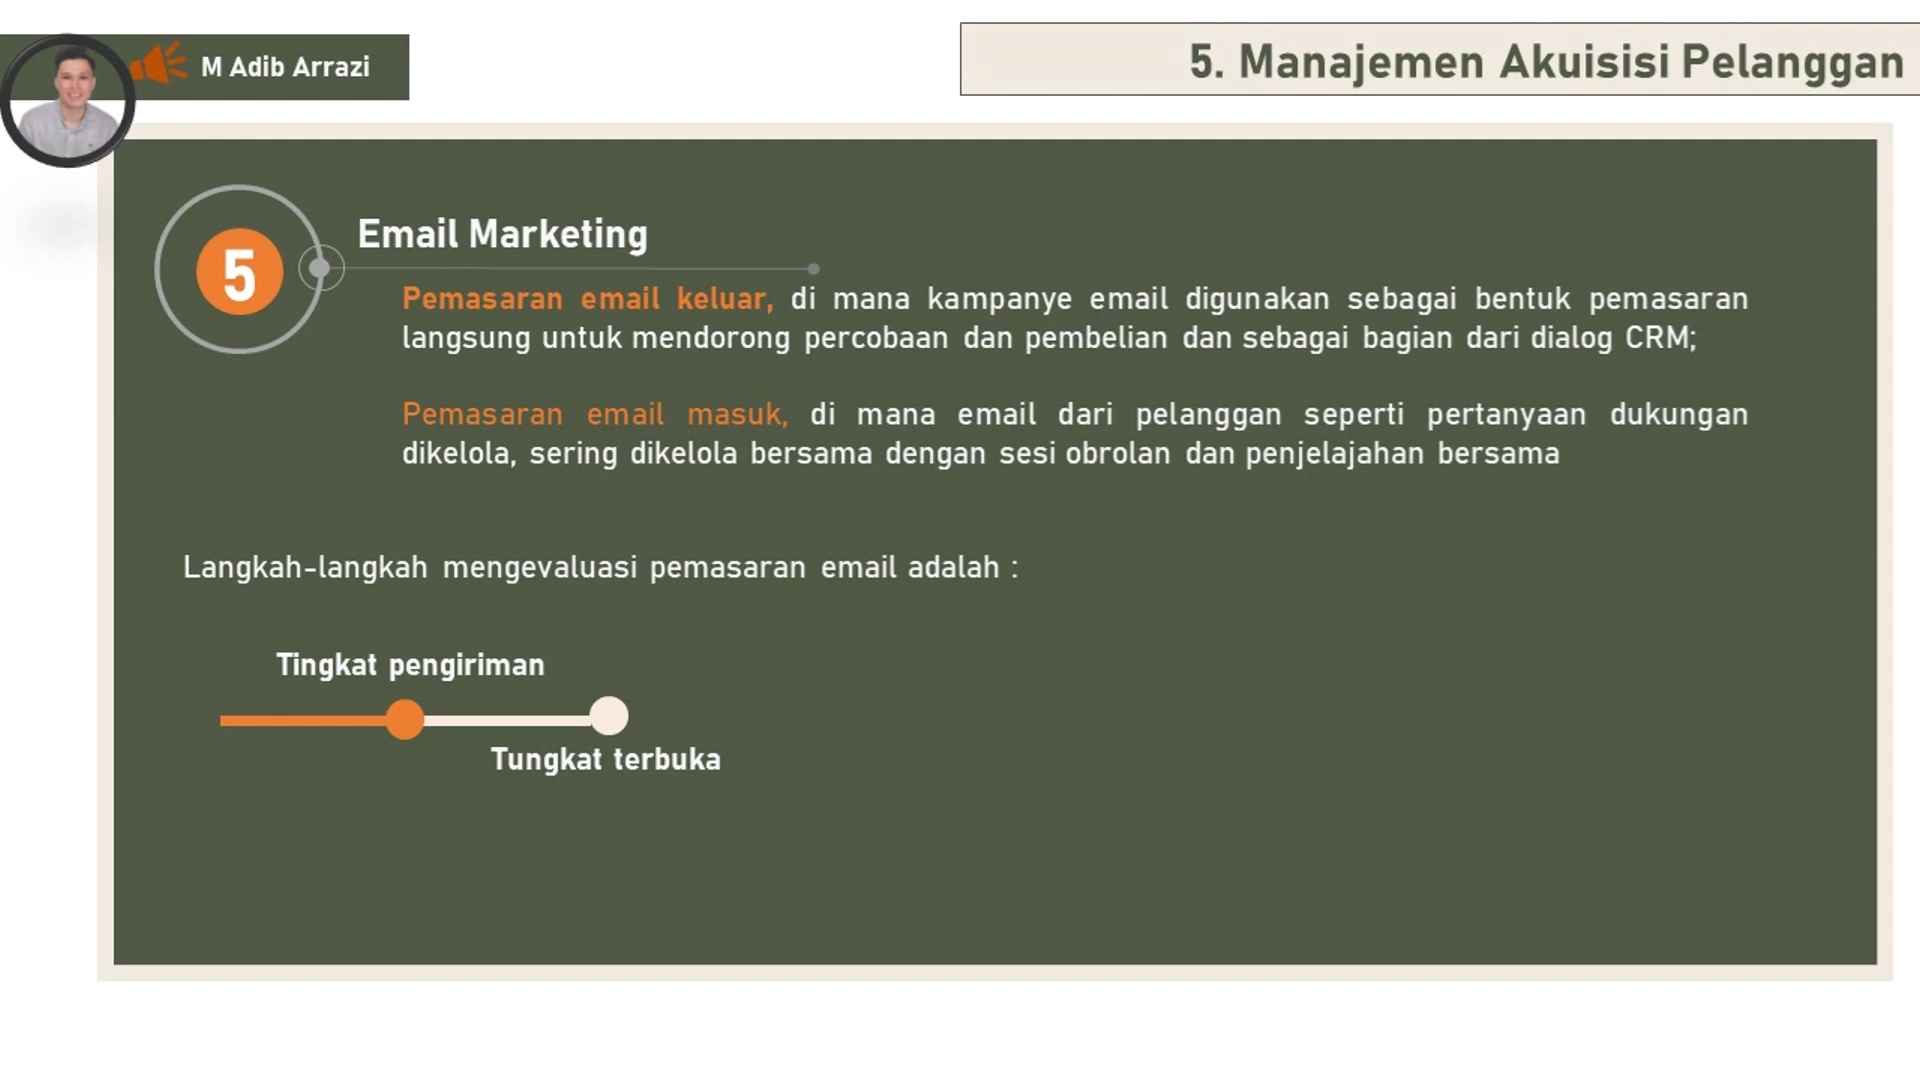 M Adib Arrazi
5. Manajemen Akuisisi Pelanggan
5
Email Marketing
Pemasaran email keluar, di mana kampanye email digunakan sebagai bentuk pemasaran
langsung untuk mendorong percobaan dan pembelian dan sebagai bagian dari dialog CRM;
Pemasaran email masuk, di mana email dari pelanggan seperti pertanyaan dukungan
dikelola, sering dikelola bersama dengan sesi obrolan dan penjelajahan bersama
Langkah-langkah mengevaluasi pemasaran email adalah :
Tingkat pengiriman
Tungkat terbuka